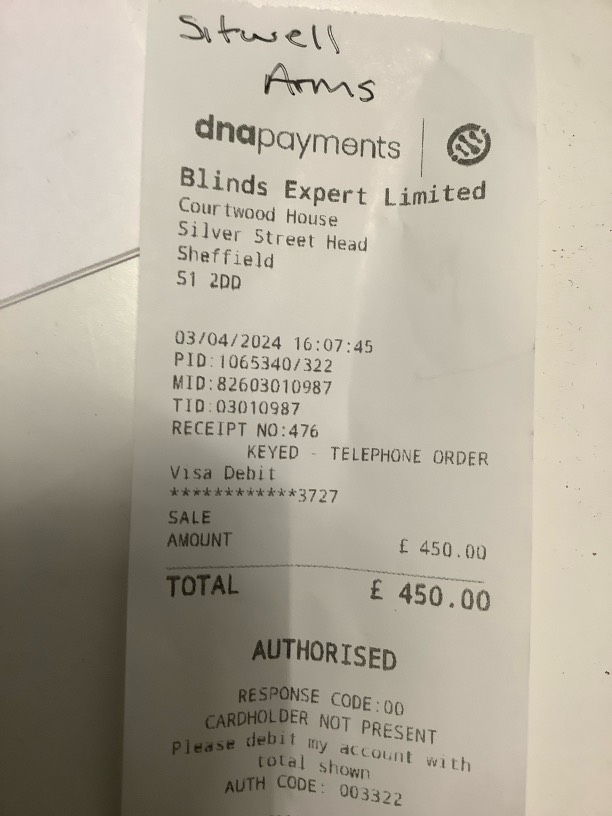 Sitwell
Arms
dnapayments
Blinds Expert Limited
Courtwood House
Silver Street Head
Sheffield
S1 2DD
03/04/2024 16:07:45
PID:1065340/322
MID:82603010987
TID:03010987
RECEIPT NO:476
KEYED - TELEPHONE ORDER
Visa Debit
************3727
SALE
AMOUNT £ 450.00
TOTAL £ 450.00
AUTHORISED
RESPONSE CODE:00
CARDHOLDER NOT PRESENT
Please debit my account with
total shown
AUTH CODE: 003322